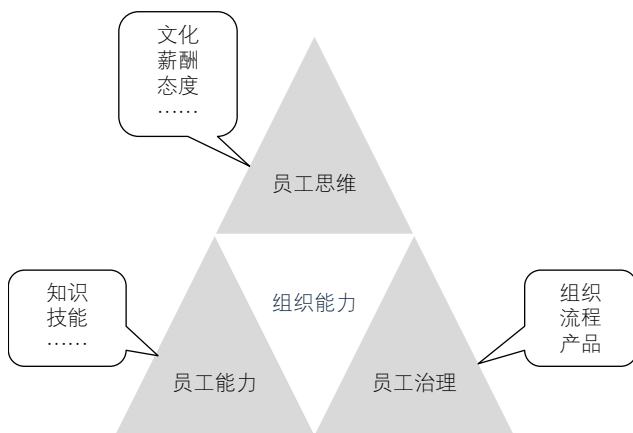 文化
薪酬
态度
……
员工思维
知识
技能
……
组织能力
组织
流程
产品
员工能力
员工治理